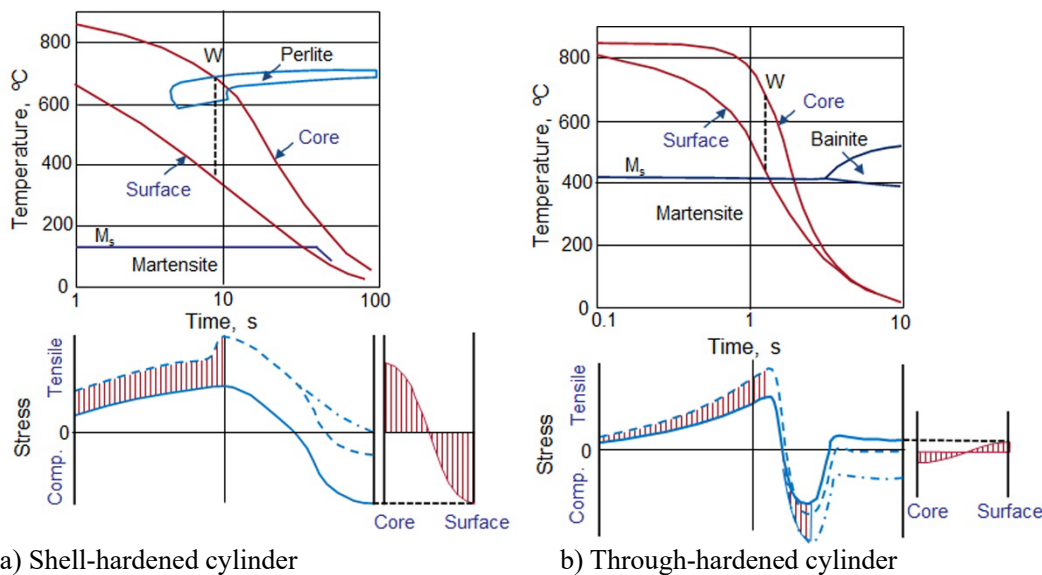 800
600
400
200
0
Temperature, ºC
W
Perlite
Core
Surface
Ms
Martensite
1
10
100
Time, s
Stress
Tensile
0
Comp.
Core
Surface
a) Shell-hardened cylinder
800
600
400
200
0
Temperature, ºC
W
Core
Surface
Bainite
Ms
Martensite
0.1
1
10
Time, s
Stress
Tensile
0
Comp.
Core
Surface
b) Through-hardened cylinder